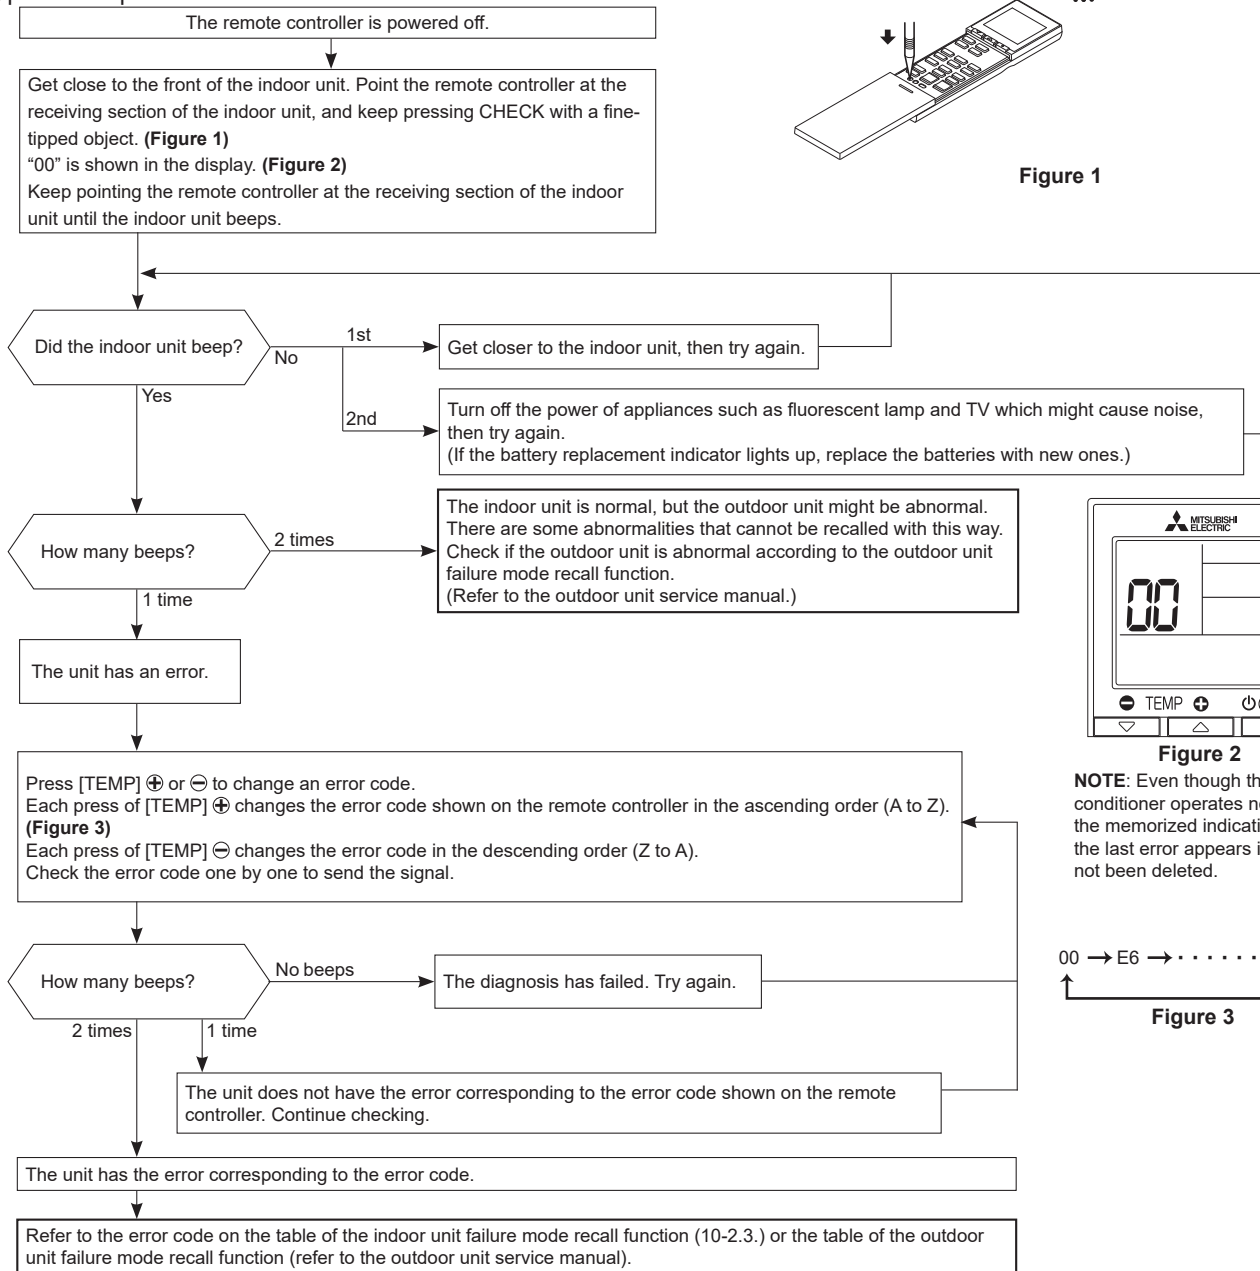 The remote controller is powered off.
Get close to the front of the indoor unit. Point the remote controller at the
receiving section of the indoor unit, and keep pressing CHECK with a fine-
tipped object. (Figure 1)
“00” is shown in the display. (Figure 2)
Keep pointing the remote controller at the receiving section of the indoor
unit until the indoor unit beeps.
Figure 1
Did the indoor unit beep?
No
1st
Get closer to the indoor unit, then try again.
Yes
2nd
Turn off the power of appliances such as fluorescent lamp and TV which might cause noise,
then try again.
(If the battery replacement indicator lights up, replace the batteries with new ones.)
How many beeps?
2 times
The indoor unit is normal, but the outdoor unit might be abnormal.
There are some abnormalities that cannot be recalled with this way.
Check if the outdoor unit is abnormal according to the outdoor unit
failure mode recall function.
(Refer to the outdoor unit service manual.)
1 time
The unit has an error.
MITSUBISHI
ELECTRIC
00
⊖ TEMP ⊕
Figure 2
NOTE: Even though th
conditioner operates n
the memorized indicati
the last error appears i
not been deleted.
Press [TEMP] ⊕ or ⊖ to change an error code.
Each press of [TEMP] ⊕ changes the error code shown on the remote controller in the ascending order (A to Z).
(Figure 3)
Each press of [TEMP] ⊖ changes the error code in the descending order (Z to A).
Check the error code one by one to send the signal.
00 → E6 → · · · · · ·
Figure 3
How many beeps?
No beeps
The diagnosis has failed. Try again.
2 times
1 time
The unit does not have the error corresponding to the error code shown on the remote
controller. Continue checking.
The unit has the error corresponding to the error code.
Refer to the error code on the table of the indoor unit failure mode recall function (10-2.3.) or the table of the outdoor
unit failure mode recall function (refer to the outdoor unit service manual).